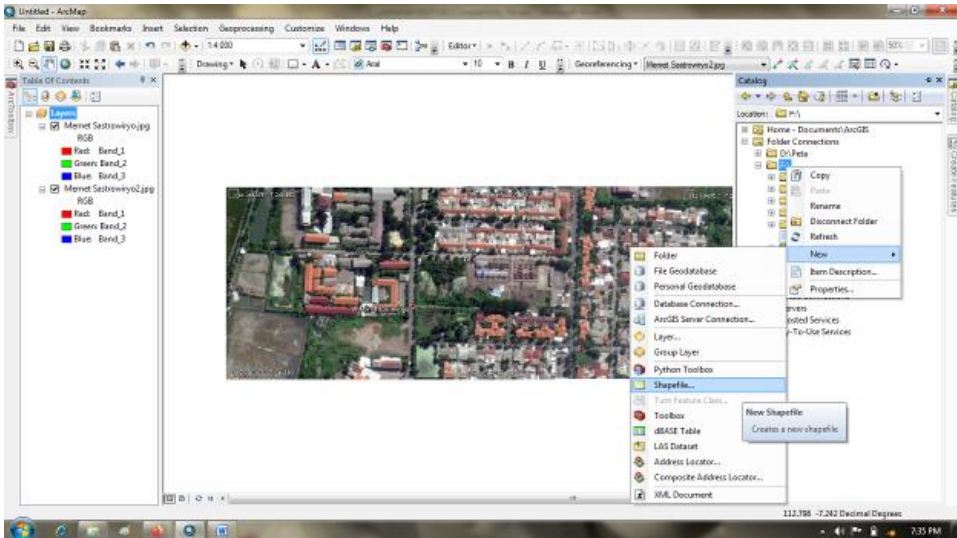 Untitled - ArcMap
File Edit View Bookmarks Insert Selection Geoprocessing Customize Windows Help
1:4.000
Editor
50%
Drawing
Arial
10
B I U
Georeferencing
Memet Sastrowiryo2.jpg
Table Of Contents
Layers
Memet Sastrowiryo.jpg
RGB
Red: Band_1
Green: Band_2
Blue: Band_3
Memet Sastrowiryo2.jpg
RGB
Red: Band_1
Green: Band_2
Blue: Band_3
ArcToolbox
Catalog
Location:
Home - Documents\ArcGIS
Folder Connections
D:\Peta
Copy
Paste
Rename
Disconnect Folder
Refresh
New
Item Description...
Properties...
Folder
File Geodatabase
Personal Geodatabase
Database Connection...
ArcGIS Server Connection...
Layer...
Group Layer
Python Toolbox
Shapefile...
Turn Feature Class...
Toolbox
dBASE Table
LAS Dataset
Address Locator...
Composite Address Locator...
XML Document
New Shapefile
Creates a new shapefile
Catalog
Create Features
112.798 -7.242 Decimal Degrees
7:35 PM